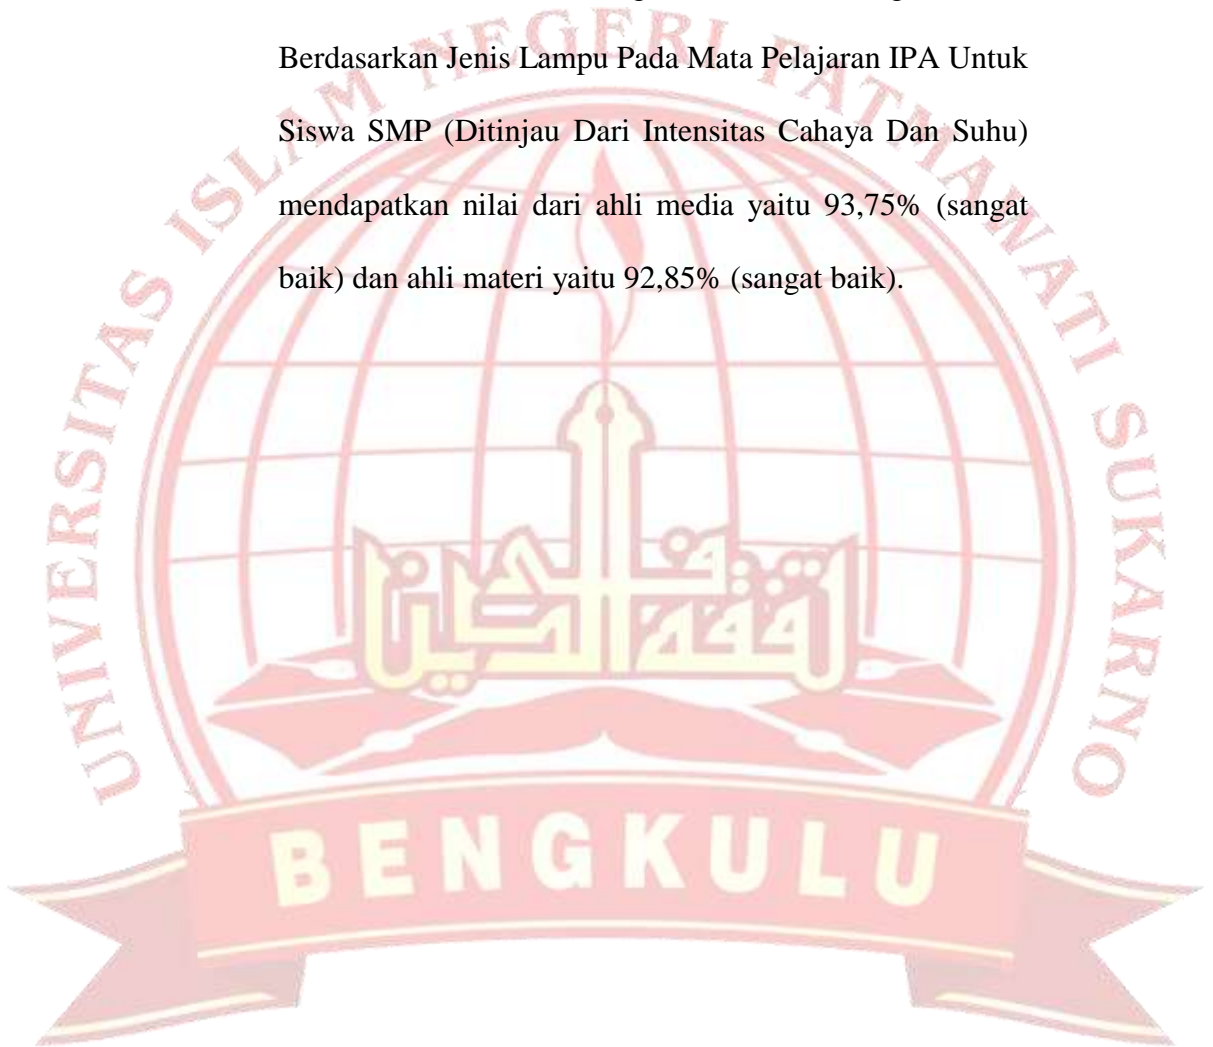 Berdasarkan Jenis Lampu Pada Mata Pelajaran IPA Untuk
Siswa SMP (Ditinjau Dari Intensitas Cahaya Dan Suhu)
mendapatkan nilai dari ahli media yaitu 93,75% (sangat
baik) dan ahli materi yaitu 92,85% (sangat baik).
UNIVERSITAS ISLAM NEGERI FATMAWATI SUKARNO
BENGKULU